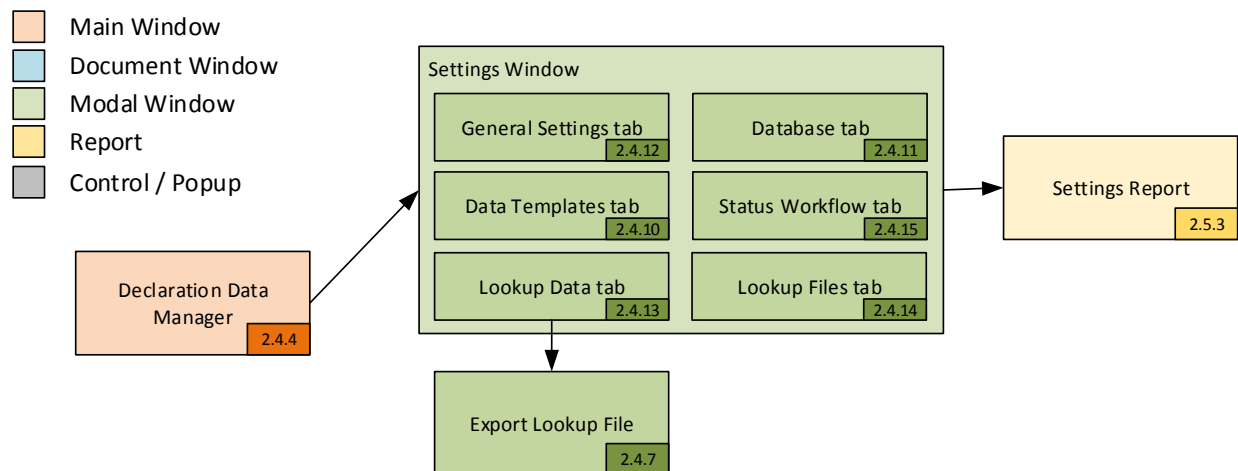 Main Window
Document Window
Modal Window
Report
Control / Popup
Settings Window
General Settings tab
2.4.12
Database tab
2.4.11
Data Templates tab
2.4.10
Status Workflow tab
2.4.15
Lookup Data tab
2.4.13
Lookup Files tab
2.4.14
Declaration Data
Manager
2.4.4
Settings Report
2.5.3
Export Lookup File
2.4.7